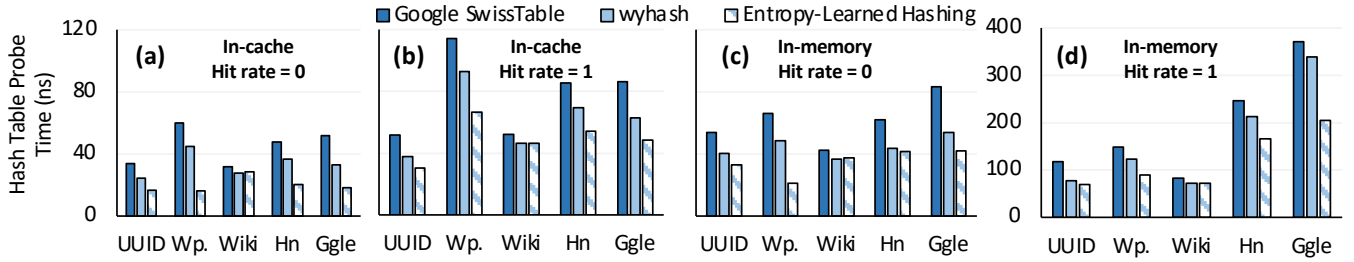 Google SwissTable wyhash Entropy-Learned Hashing
Hash Table Probe
Time (ns)
120
80
40
0
(a)
In-cache
Hit rate = 0
UUID Wp. Wiki Hn Ggle
(b)
In-cache
Hit rate = 1
UUID Wp. Wiki Hn Ggle
(c)
In-memory
Hit rate = 0
UUID Wp. Wiki Hn Ggle
400
300
200
100
0
(d)
In-memory
Hit rate = 1
UUID Wp. Wiki Hn Ggle